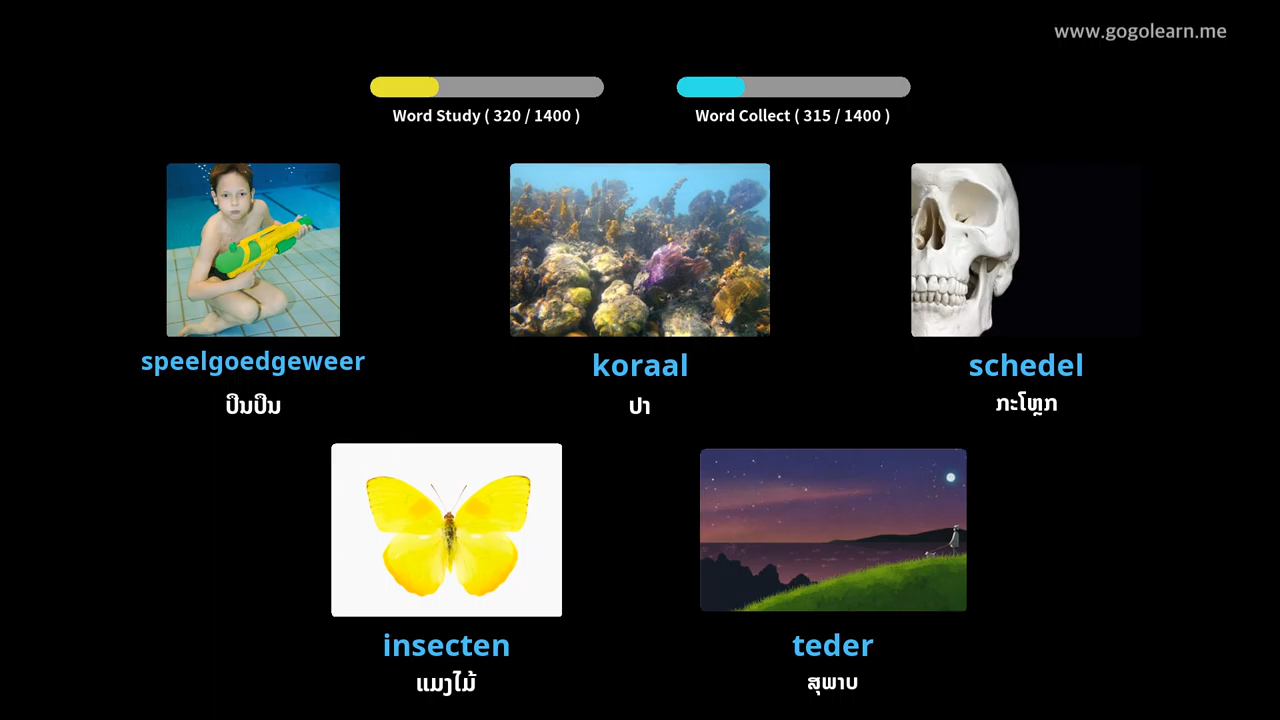 www.gogolearn.me
Word Study ( 320 / 1400 )
Word Collect ( 315 / 1400 )
speelgoedgeweer
koraal
schedel
ປືນປືນ
ປາ
ກະໂຫຼກ
insecten
teder
ແມງໄມ້
ສຸພາບ